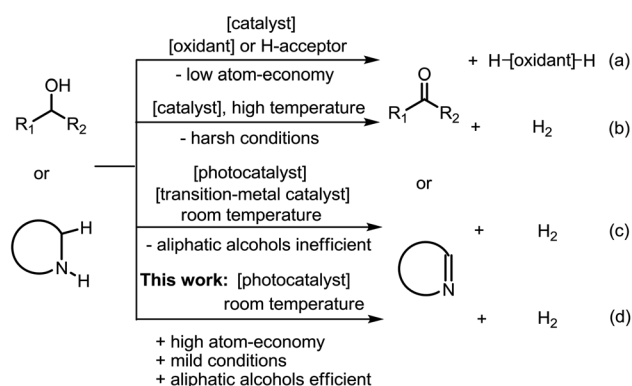 [catalyst]
[oxidant] or H-acceptor
- low atom-economy
+ H-[oxidant]-H (a)
OH
R1 R2
O
R1 R2
[catalyst], high temperature
- harsh conditions
+ H2 (b)
or
or
[photocatalyst]
[transition-metal catalyst]
room temperature
- aliphatic alcohols inefficient
+ H2 (c)
H
N H
N
This work: [photocatalyst]
room temperature
+ H2 (d)
+ high atom-economy
+ mild conditions
+ aliphatic alcohols efficient